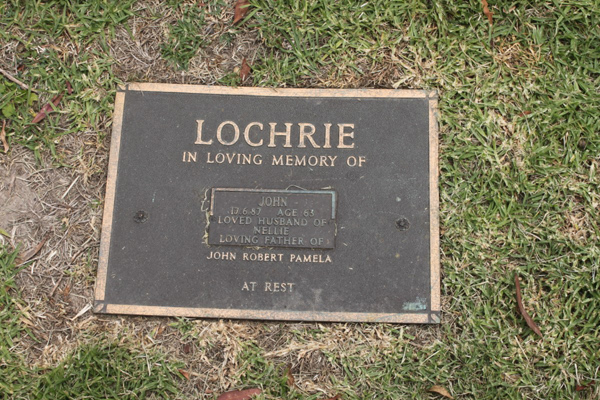 LOCHRIE
IN LOVING MEMORY OF
JOHN
17.6.87 AGE 63
LOVED HUSBAND OF
NELLIE
LOVING FATHER OF
JOHN ROBERT PAMELA
AT REST